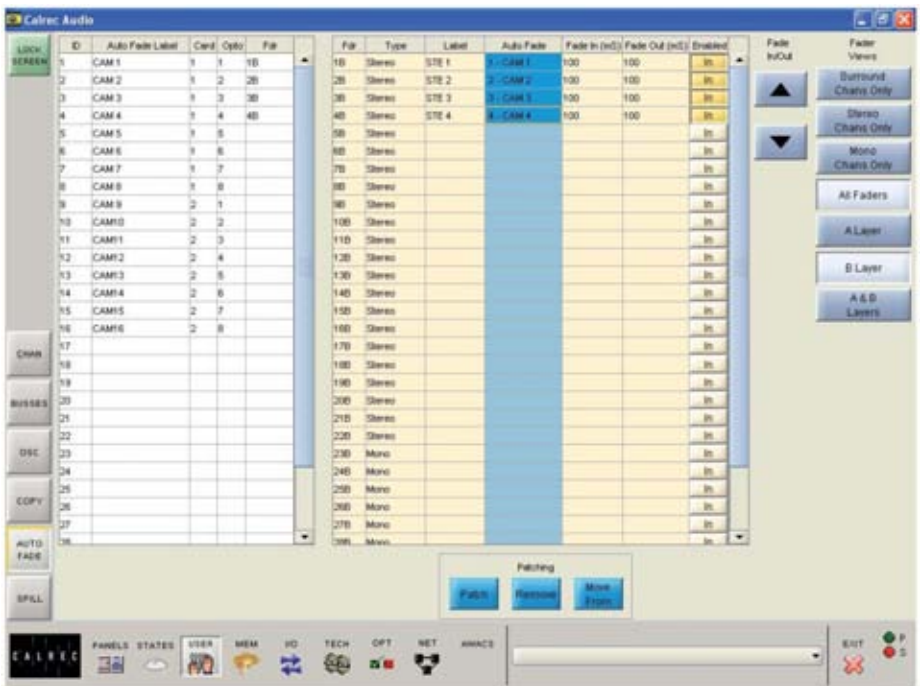 Calrec Audio
LOCK SCREEN
ID Auto Fade Label Card Opto Fdr
1 CAM 1 1 1 1B
2 CAM 2 1 2 2B
3 CAM 3 1 3 3B
4 CAM 4 1 4 4B
5 CAM 5 1 5
6 CAM 6 1 6
7 CAM 7 1 7
8 CAM 8 1 8
9 CAM 9 2 1
10 CAM10 2 2
11 CAM11 2 3
12 CAM12 2 4
13 CAM13 2 5
14 CAM14 2 6
15 CAM15 2 7
16 CAM16 2 8
17
18
19
20
21
22
23
24
25
26
27
28
Fdr Type Label Auto Fade Fade In (mS) Fade Out (mS) Enabled
1B Stereo STE 1 1 - CAM 1 100 100 In
2B Stereo STE 2 2 - CAM 2 100 100 In
3B Stereo STE 3 3 - CAM 3 100 100 In
4B Stereo STE 4 4 - CAM 4 100 100 In
5B Stereo In
6B Stereo In
7B Stereo In
8B Stereo In
9B Stereo In
10B Stereo In
11B Stereo In
12B Stereo In
13B Stereo In
14B Stereo In
15B Stereo In
16B Stereo In
17B Stereo In
18B Stereo In
19B Stereo In
20B Stereo In
21B Stereo In
22B Stereo In
23B Mono In
24B Mono In
25B Mono In
26B Mono In
27B Mono In
28B Mono In
Fade In/Out
Fader Views
Surround Chans Only
Stereo Chans Only
Mono Chans Only
All Faders
A Layer
B Layer
A & B Layers
CHAN
BUSSES
OSC
COPY
AUTO FADE
SPILL
Patching
Patch
Remove
Move From
CALREC
PANELS STATES USER MEM I/O TECH OPT NET AWACS
EXIT
P
S